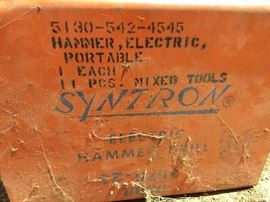 5130-542-4545
HAMMER, ELECTRIC,
PORTABLE
1 EACH
11 PCS. MIXED TOOLS
SYNTRON®
ELECTRIC
HAMMER DRILL